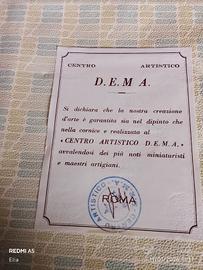 CENTRO ARTISTICO
D.E.M A.
Si dichiara che la nostra creazione
d'arte è garantita sia nel dipinto che
nella cornice e realizzata al
«CENTRO ARTISTICO D.E.M.A.»
avvalendosi dei più noti miniaturisti
e maestri artigiani.
ARTISTICO
ROMA
REDMI A5
Elia